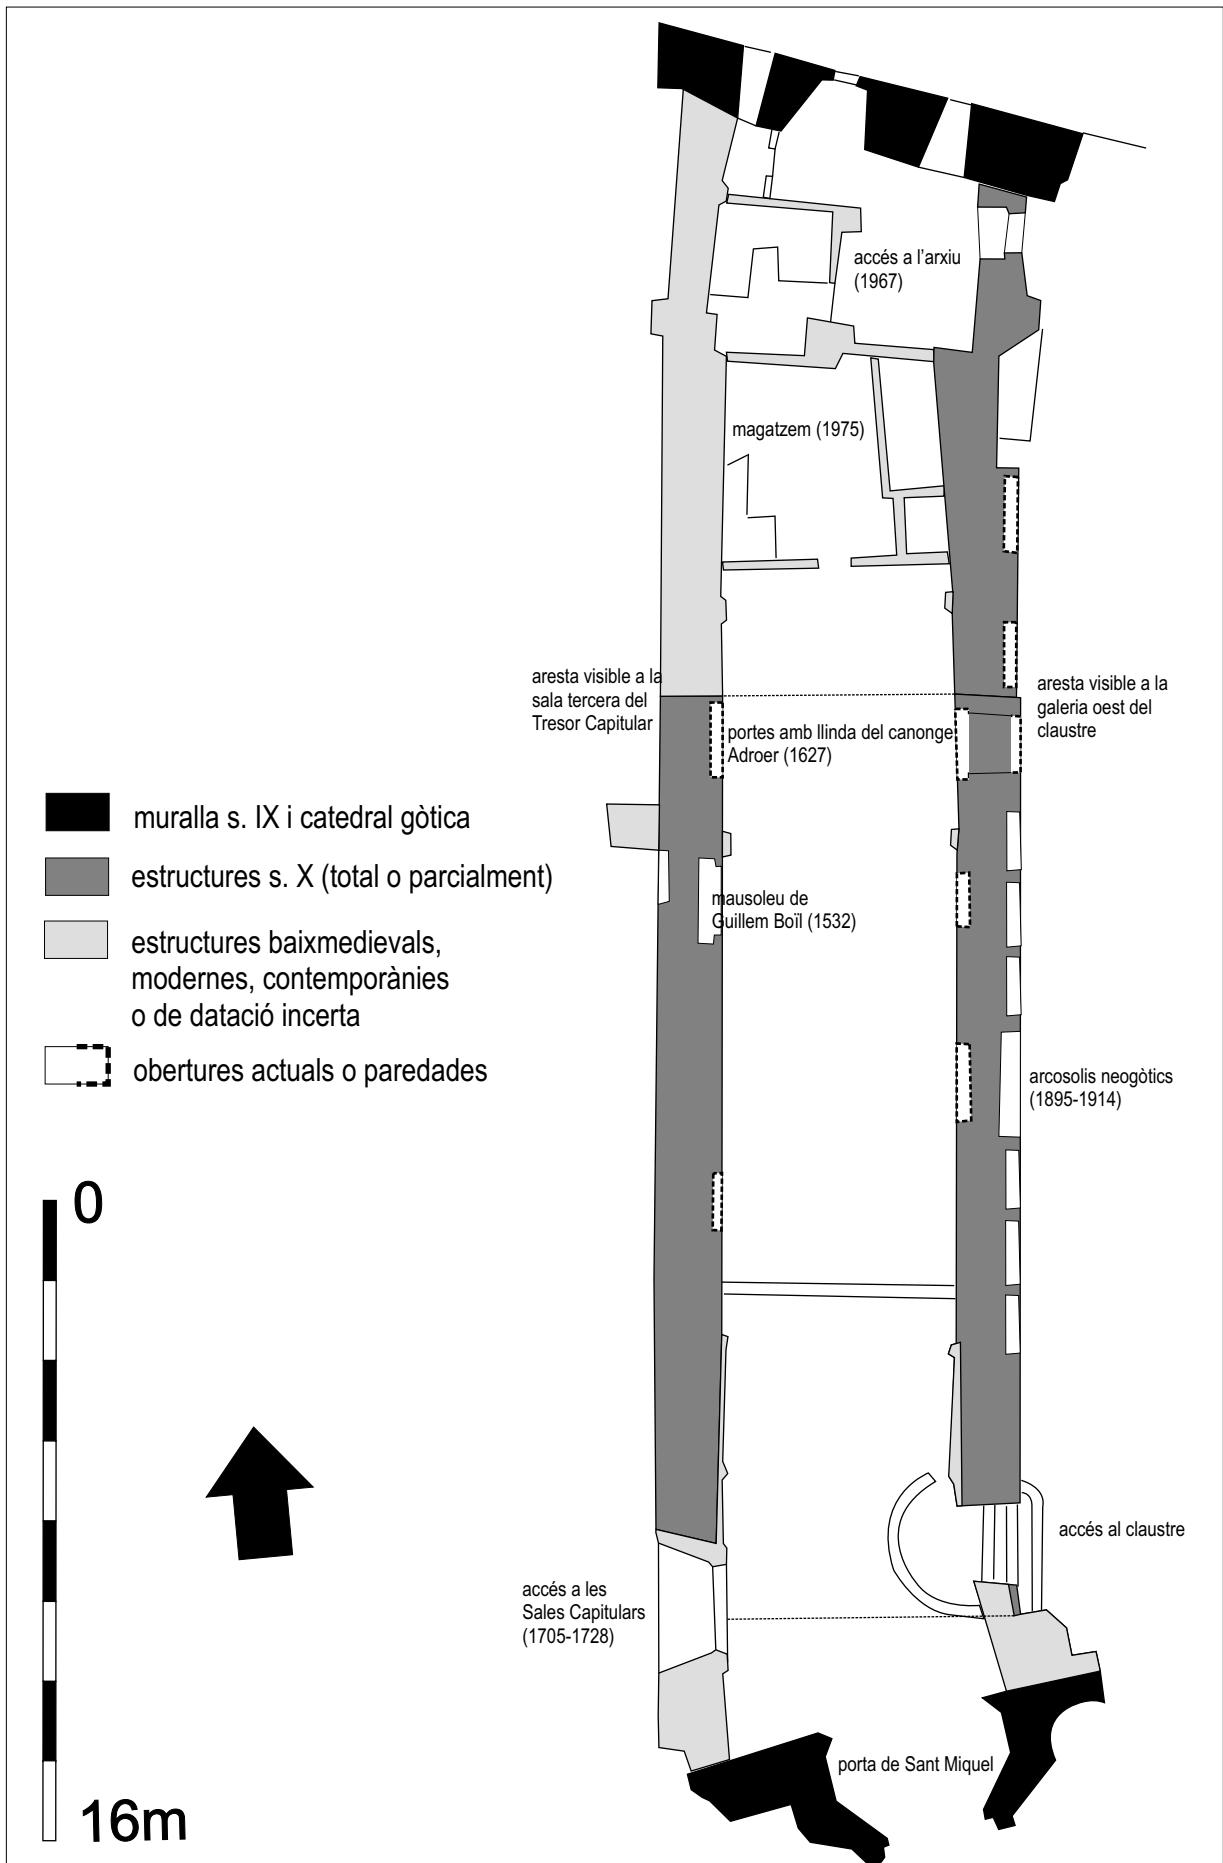 accés a l’arxiu
(1967)
magatzem (1975)
aresta visible a la
sala tercera del
Tresor Capitular
portes amb llinda del canonge
Adroer (1627)
aresta visible a la
galeria oest del
claustre
muralla s. IX i catedral gòtica
estructures s. X (total o parcialment)
estructures baixmedievals,
modernes, contemporànies
o de datació incerta
obertures actuals o paredades
mausoleu de
Guillem Boïl (1532)
arcosolis neogòtics
(1895-1914)
0
16m
accés al claustre
accés a les
Sales Capitulars
(1705-1728)
porta de Sant Miquel